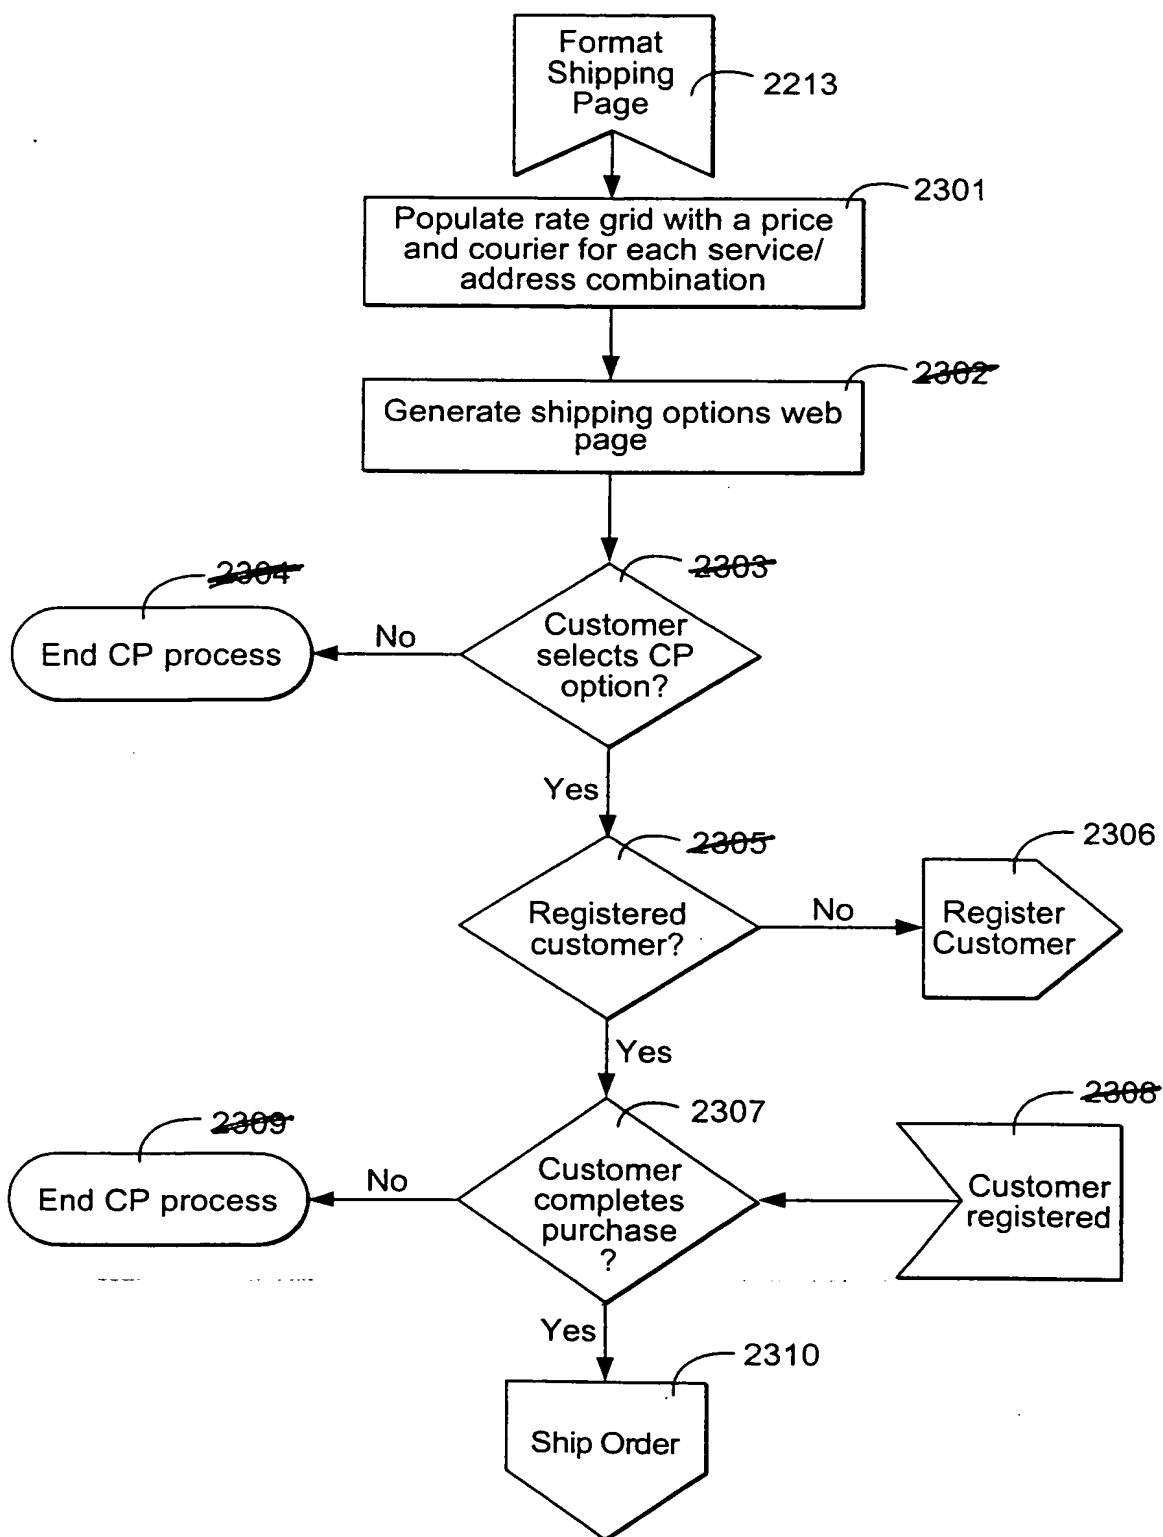 Format
Shipping
Page
2213
2301
Populate rate grid with a price
and courier for each service/
address combination
2302
Generate shipping options web
page
2304
2303
End CP process
No
Customer
selects CP
option?
Yes
2305
2306
Registered
customer?
No
Register
Customer
Yes
2309
2307
2308
End CP process
No
Customer
completes
purchase
?
Customer
registered
Yes
2310
Ship Order